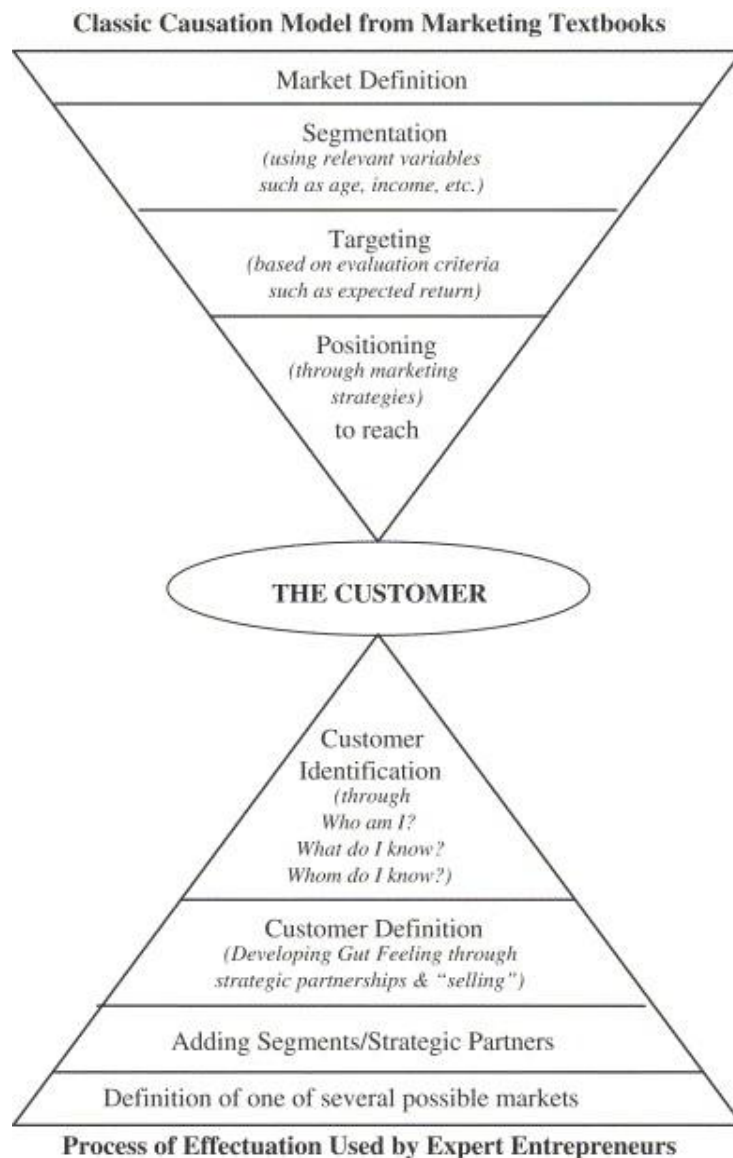 Classic Causation Model from Marketing Textbooks
Market Definition
Segmentation
(using relevant variables
such as age, income, etc.)
Targeting
(based on evaluation criteria
such as expected return)
Positioning
(through marketing
strategies)
to reach
THE CUSTOMER
Customer
Identification
(through
Who am I?
What do I know?
Whom do I know?)
Customer Definition
(Developing Gut Feeling through
strategic partnerships & “selling”)
Adding Segments/Strategic Partners
Definition of one of several possible markets
Process of Effectuation Used by Expert Entrepreneurs